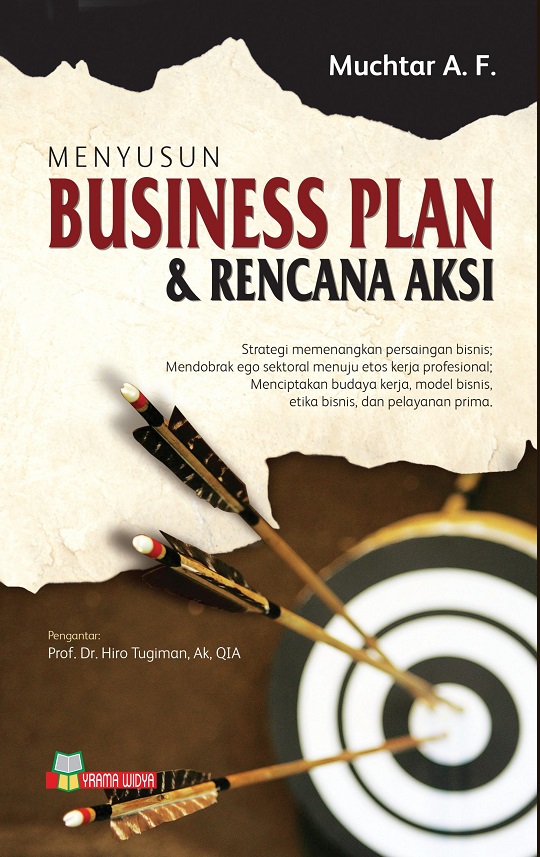 Muchtar A. F.
MENYUSUN
BUSINESS PLAN
& RENCANA AKSI
Strategi memenangkan persaingan bisnis;
Mendobrak ego sektoral menuju etos kerja profesional;
Menciptakan budaya kerja, model bisnis,
etika bisnis, dan pelayanan prima.
Pengantar:
Prof. Dr. Hiro Tugiman, Ak, QIA
YRAMA WIDYA